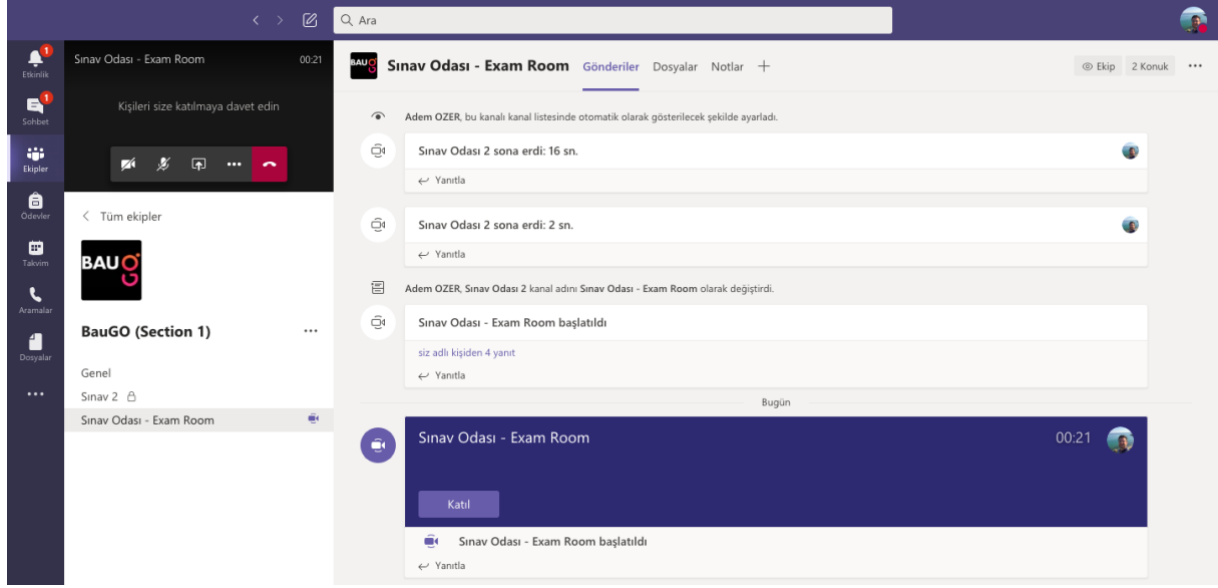 Ara
1
Etkinlik
1
Sohbet
Ekipler
Ödevler
Takvim
Aramalar
Dosyalar
Sınav Odası - Exam Room 00:21
Kişileri size katılmaya davet edin
Tüm ekipler
BAUGO
BauGO (Section 1)
Genel
Sınav 2
Sınav Odası - Exam Room
BAUGO Sınav Odası - Exam Room Gönderiler Dosyalar Notlar Ekip 2 Konuk
Adem OZER, bu kanalı kanal listesinde otomatik olarak gösterilecek şekilde ayarladı.
Sınav Odası 2 sona erdi: 16 sn.
Yanıtla
Sınav Odası 2 sona erdi: 2 sn.
Yanıtla
Adem OZER, Sınav Odası 2 kanal adını Sınav Odası - Exam Room olarak değiştirdi.
Sınav Odası - Exam Room başlatıldı
siz adlı kişiden 4 yanıt
Yanıtla
Bugün
Sınav Odası - Exam Room 00:21
Katıl
Sınav Odası - Exam Room başlatıldı
Yanıtla